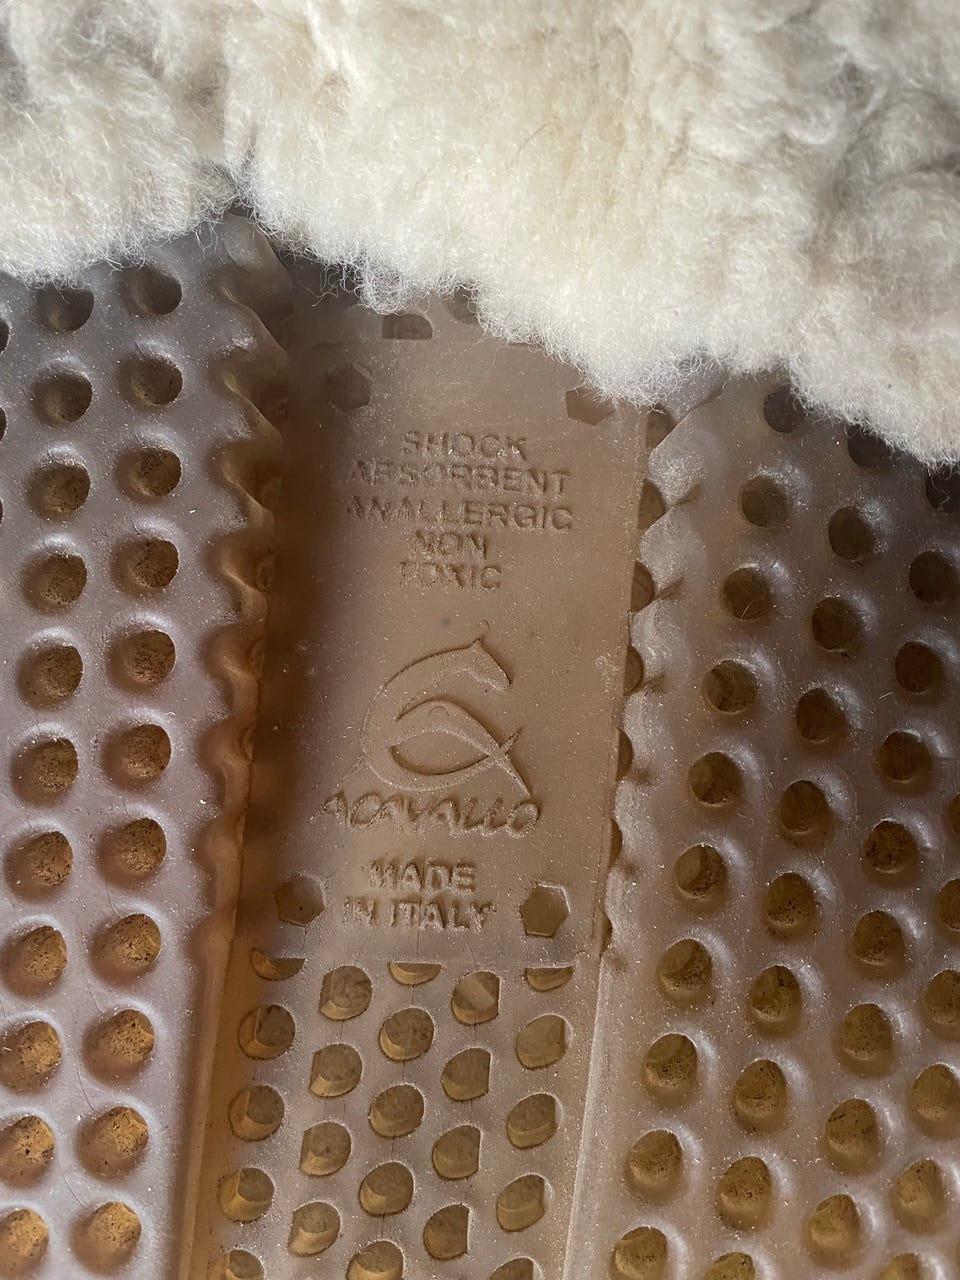 SHOCK
ABSORBENT
ANALLERGIC
NON
TOXIC
ACAVALLO
MADE
IN ITALY